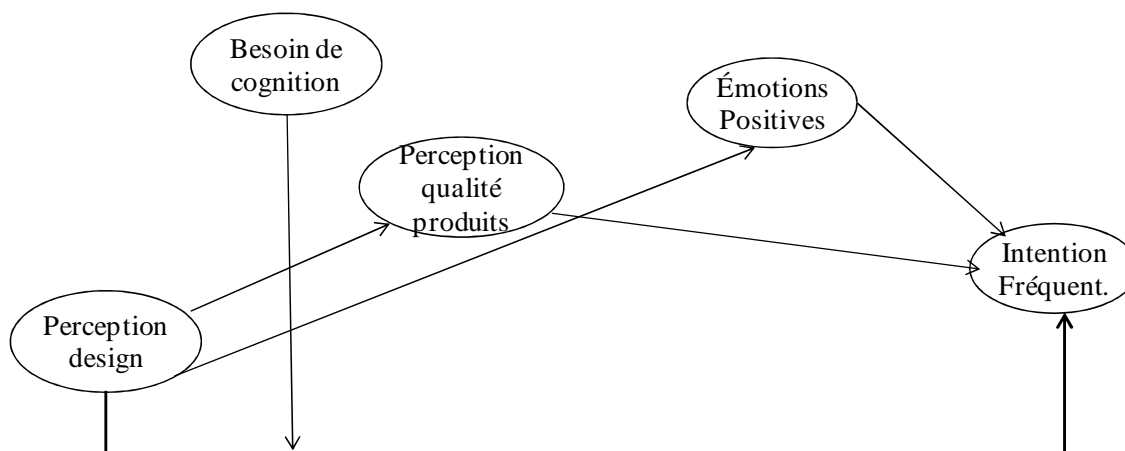 Besoin de
cognition
Émotions
Positives
Perception
qualité
produits
Intention
Fréquent.
Perception
design